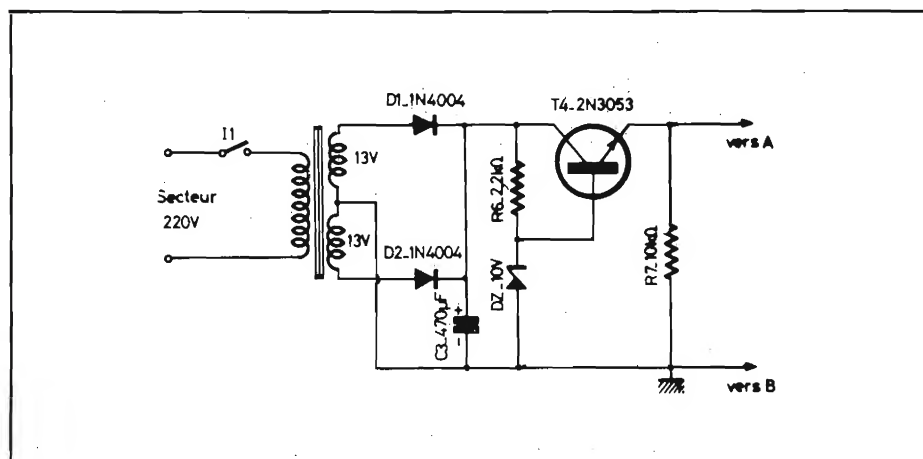 D1_1N4004
T4_2N3053
I1
13V
vers A
Secteur
220V
R6_2,2kΩ
13V
D2_1N4004
DZ_10V
R7_10kΩ
C3_470µF
+
-
vers B